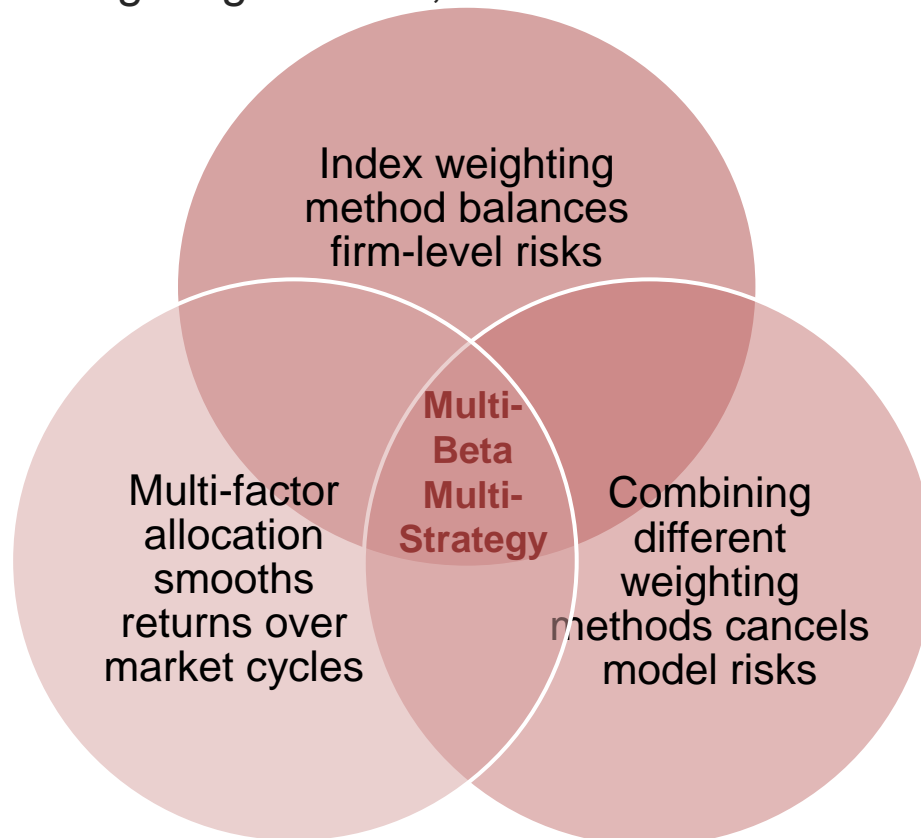 Index weighting
method balances
firm-level risks
Multi-
Beta
Multi-
Strategy
Multi-factor
allocation
smooths
returns over
market cycles
Combining
different
weighting
methods cancels
model risks